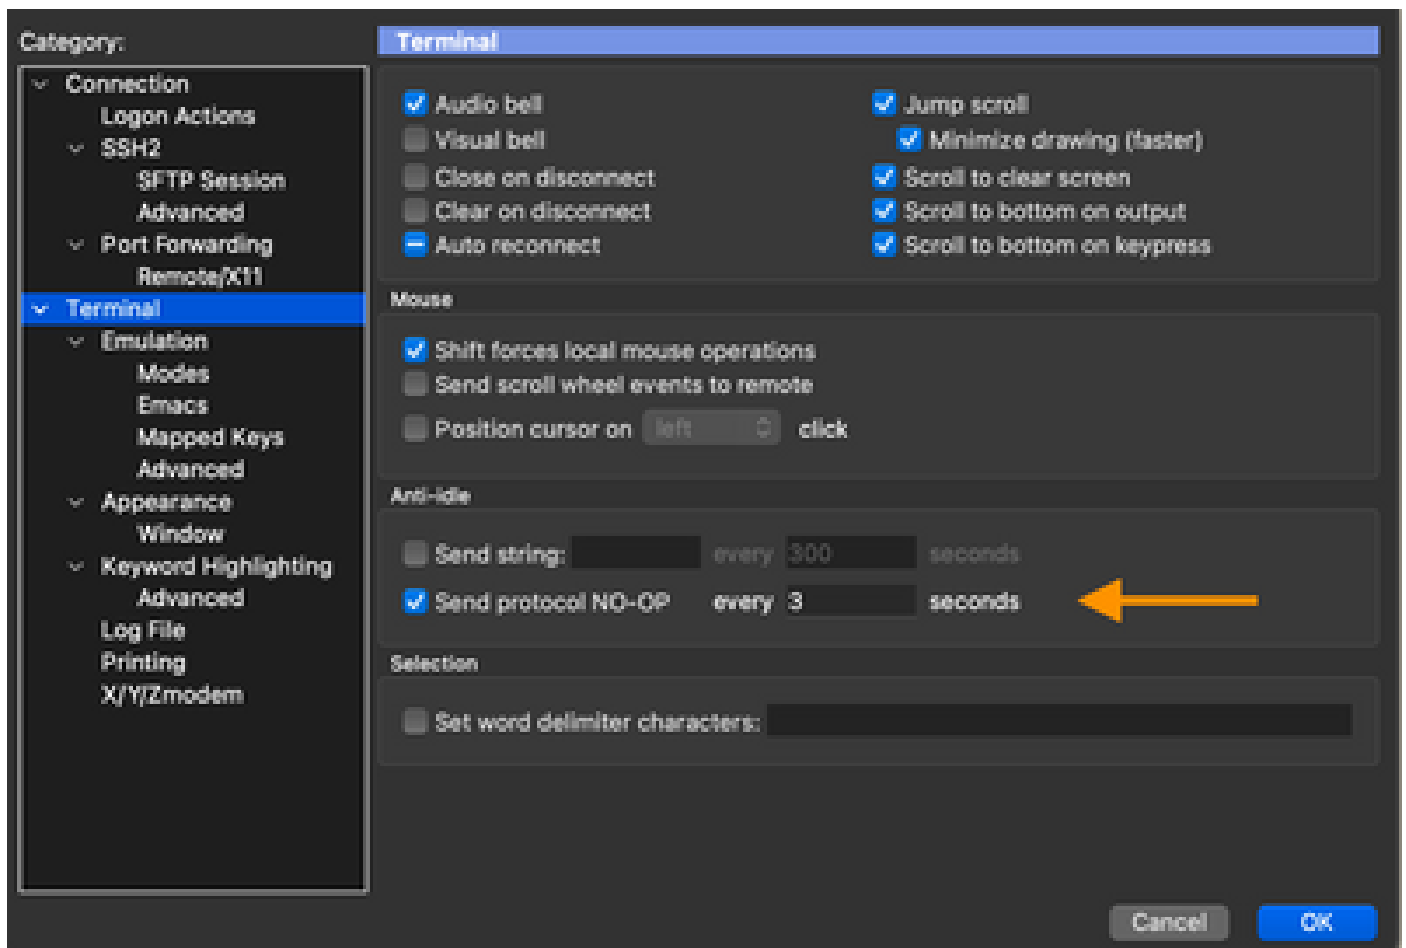 Category:
Connection
Logon Actions
SSH2
SFTP Session
Advanced
Port Forwarding
Remote/X11
Terminal
Emulation
Modes
Emacs
Mapped Keys
Advanced
Appearance
Window
Keyword Highlighting
Advanced
Log File
Printing
X/Y/Zmodem
Terminal
Audio bell
Visual bell
Close on disconnect
Clear on disconnect
Auto reconnect
Jump scroll
Minimize drawing (faster)
Scroll to clear screen
Scroll to bottom on output
Scroll to bottom on keypress
Mouse
Shift forces local mouse operations
Send scroll wheel events to remote
Position cursor on left click
Anti-idle
Send string: every 300 seconds
Send protocol NO-OP every 3 seconds
Selection
Set word delimiter characters:
Cancel OK